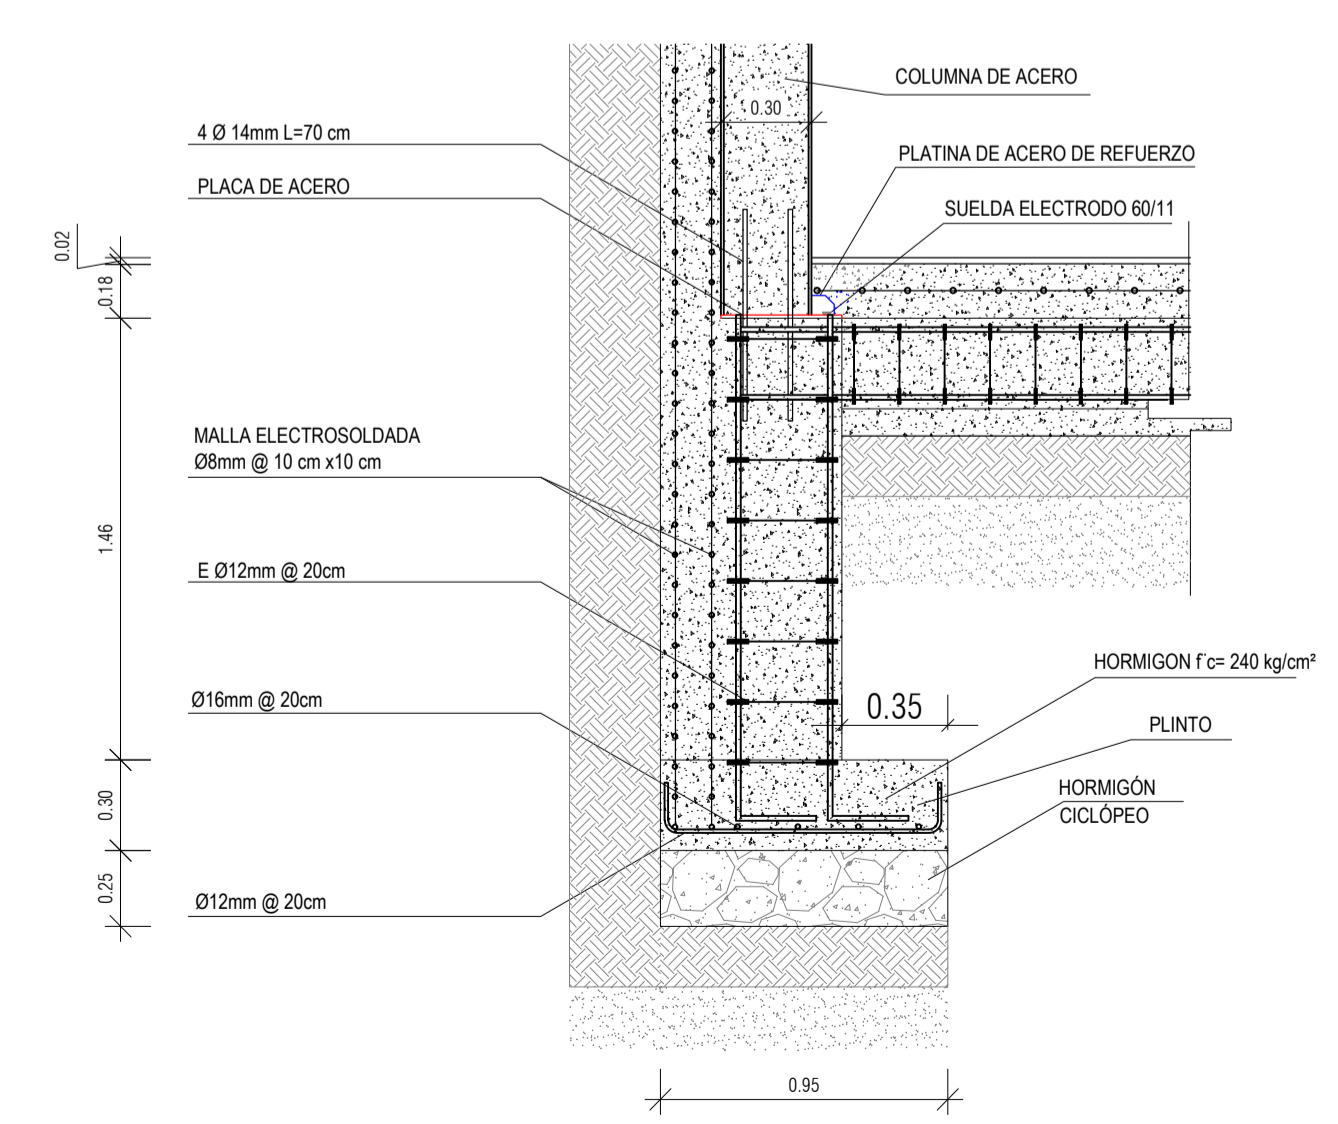 COLUMNA DE ACERO
0.30
4 Ø 14mm L=70 cm
PLATINA DE ACERO DE REFUERZO
PLACA DE ACERO
SUELDA ELECTRODO 60/11
0.02
0.18
MALLA ELECTROSOLDADA
Ø8mm @ 10 cm x10 cm
1.46
E Ø12mm @ 20cm
HORMIGON f¨c= 240 kg/cm²
Ø16mm @ 20cm
0.35
PLINTO
HORMIGÓN
CICLÓPEO
0.30
0.25
Ø12mm @ 20cm
0.95